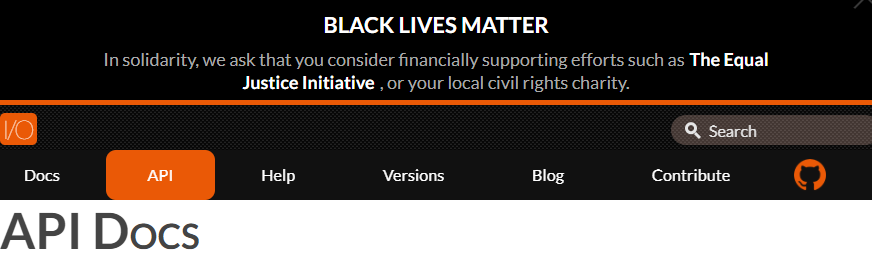 BLACK LIVES MATTER
In solidarity, we ask that you consider financially supporting efforts such as The Equal
Justice Initiative , or your local civil rights charity.
I/O
Search
Docs API Help Versions Blog Contribute
API Docs